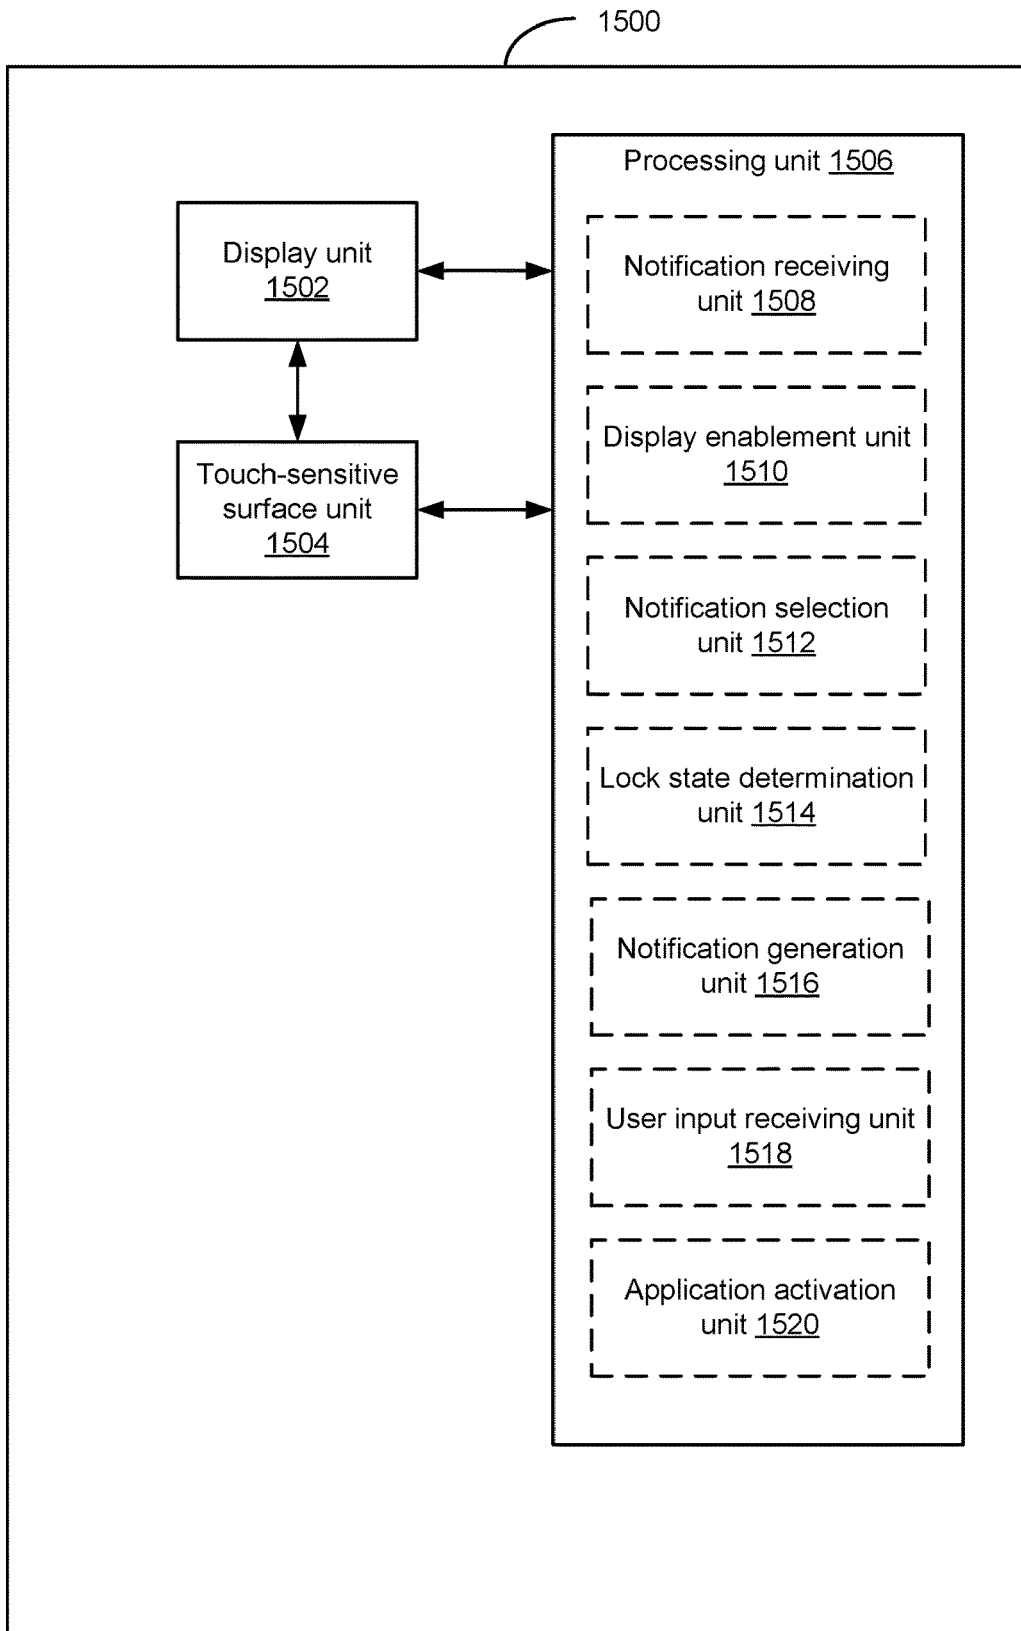 1500
Processing unit 1506
Display unit
1502
Notification receiving
unit 1508
Display enablement unit
1510
Touch-sensitive
surface unit
1504
Notification selection
unit 1512
Lock state determination
unit 1514
Notification generation
unit 1516
User input receiving unit
1518
Application activation
unit 1520